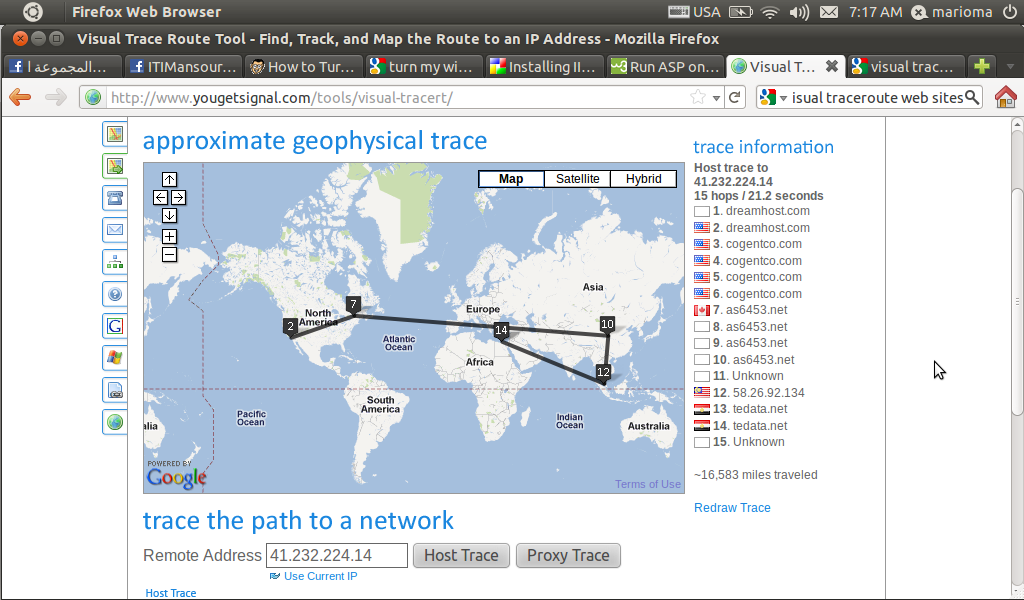 Firefox Web Browser
USA
7:17 AM
marioma
Visual Trace Route Tool - Find, Track, and Map the Route to an IP Address - Mozilla Firefox
المجموعة ا...
ITIMansour...
How to Tur...
turn my wi...
Installing II...
Run ASP on...
Visual T...
visual trac...
http://www.yougetsignal.com/tools/visual-tracert/
isual traceroute web sites
approximate geophysical trace
Map
Satellite
Hybrid
2
7
10
14
12
North
America
Europe
Asia
Atlantic
Ocean
Africa
South
America
Pacific
Ocean
Indian
Ocean
Australia
alia
POWERED BY
Google
Terms of Use
trace information
Host trace to
41.232.224.14
15 hops / 21.2 seconds
1. dreamhost.com
2. dreamhost.com
3. cogentco.com
4. cogentco.com
5. cogentco.com
6. cogentco.com
7. as6453.net
8. as6453.net
9. as6453.net
10. as6453.net
11. Unknown
12. 58.26.92.134
13. tedata.net
14. tedata.net
15. Unknown
~16,583 miles traveled
Redraw Trace
trace the path to a network
Remote Address 41.232.224.14 Host Trace Proxy Trace
Use Current IP
Host Trace